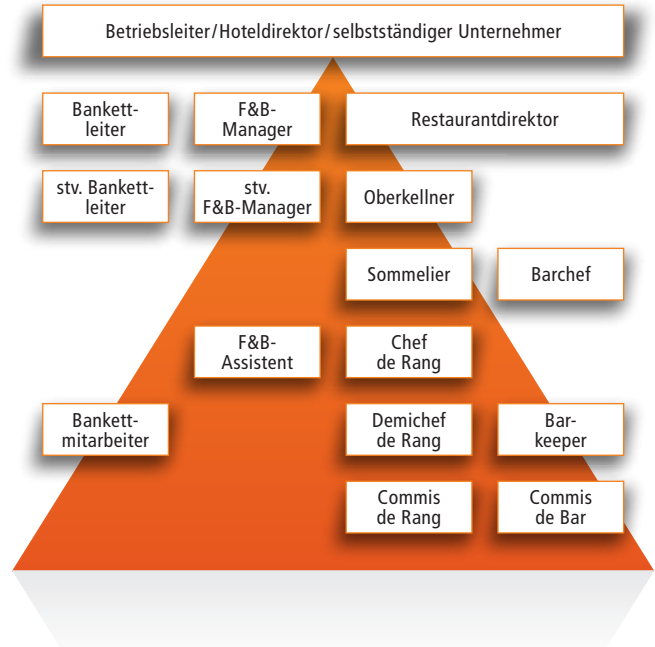 Betriebsleiter/Hoteldirektor/selbstständiger Unternehmer
Bankett-
leiter
F&B-
Manager
Restaurantdirektor
stv. Bankett-
leiter
stv.
F&B-Manager
Oberkellner
Sommelier
Barchef
F&B-
Assistent
Chef
de Rang
Bankett-
mitarbeiter
Demichef
de Rang
Bar-
keeper
Commis
de Rang
Commis
de Bar